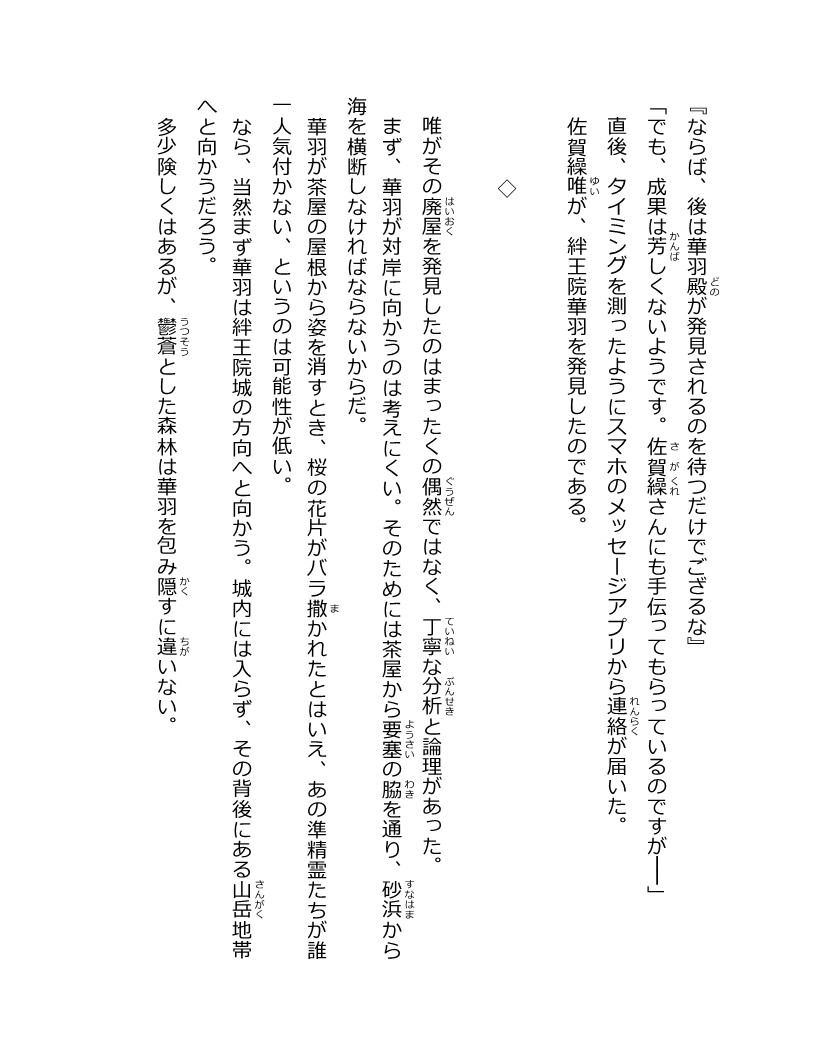 『ならば、後は華羽殿が発見されるのを待つだけでござるな』
「でも、成果は芳しくないようです。佐賀繰さんにも手伝ってもらっているのですが――」
直後、タイミングを測ったようにスマホのメッセージアプリから連絡が届いた。
佐賀繰唯が、絆王院華羽を発見したのである。
◇
唯がその廃屋を発見したのはまったくの偶然ではなく、丁寧な分析と論理があった。
まず、華羽が対岸に向かうのは考えにくい。そのためには茶屋から要塞の脇を通り、砂浜から
海を横断しなければならないからだ。
華羽が茶屋の屋根から姿を消すとき、桜の花片がバラ撒かれたとはいえ、あの準精霊たちが誰
一人気付かない、というのは可能性が低い。
なら、当然まず華羽は絆王院城の方向へと向かう。城内には入らず、その背後にある山岳地帯
へと向かうだろう。
多少険しくはあるが、鬱蒼とした森林は華羽を包み隠すに違いない。